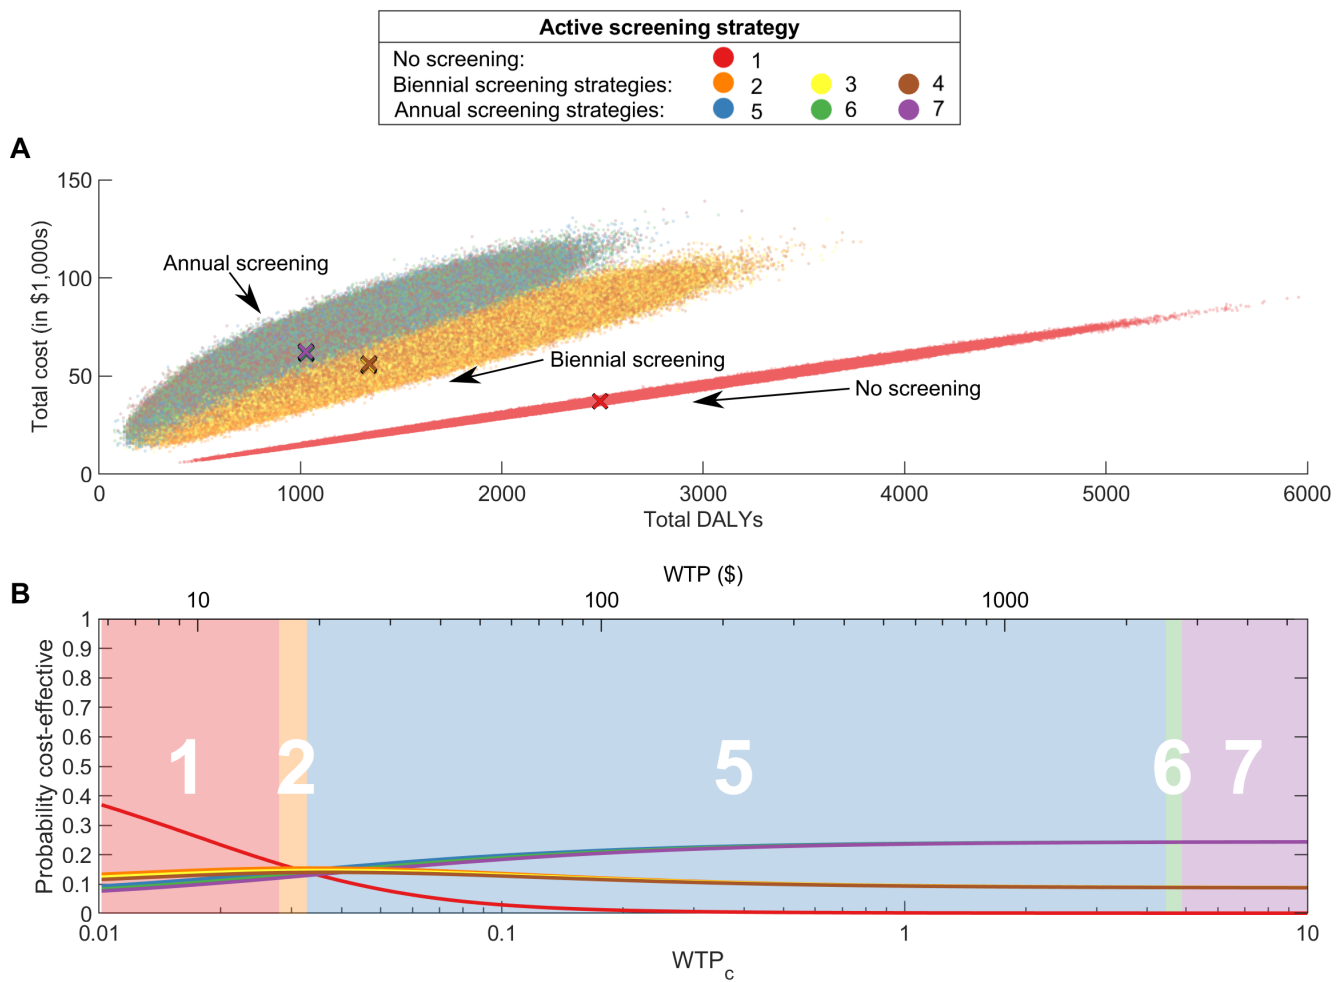 Active screening strategy
No screening: 1
Biennial screening strategies: 2 3 4
Annual screening strategies: 5 6 7
A
Total cost (in $1,000s)
150
100
50
0
Annual screening
Biennial screening
No screening
0 1000 2000 3000 4000 5000 6000
Total DALYs
B
WTP ($)
10 100 1000
Probability cost-effective
1
0.9
0.8
0.7
0.6
0.5
0.4
0.3
0.2
0.1
0
1 2 5 6 7
0.01 0.1 1 10
WTPc